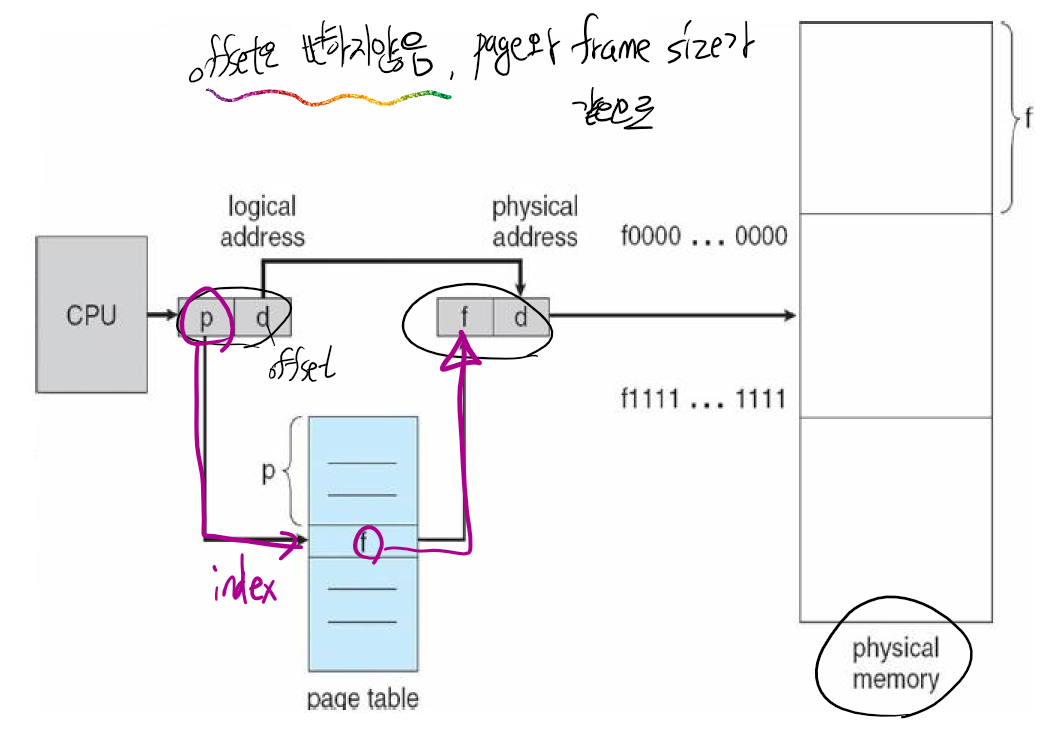 offset은 변하지않음, page와 frame size가
같으므로
f
logical
address
physical
address
f0000 ... 0000
CPU
p d
f d
offset
f1111 ... 1111
p
f
index
physical
memory
page table